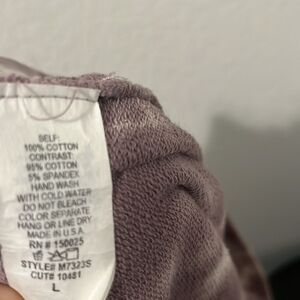 SELF:
100% COTTON
CONTRAST:
95% COTTON
5% SPANDEX
HAND WASH
WITH COLD WATER
DO NOT BLEACH
COLOR SEPARATE
HANG OR LINE DRY
MADE IN U.S.A.
RN # 150025
STYLE# M7323S
CUT# 10481
L